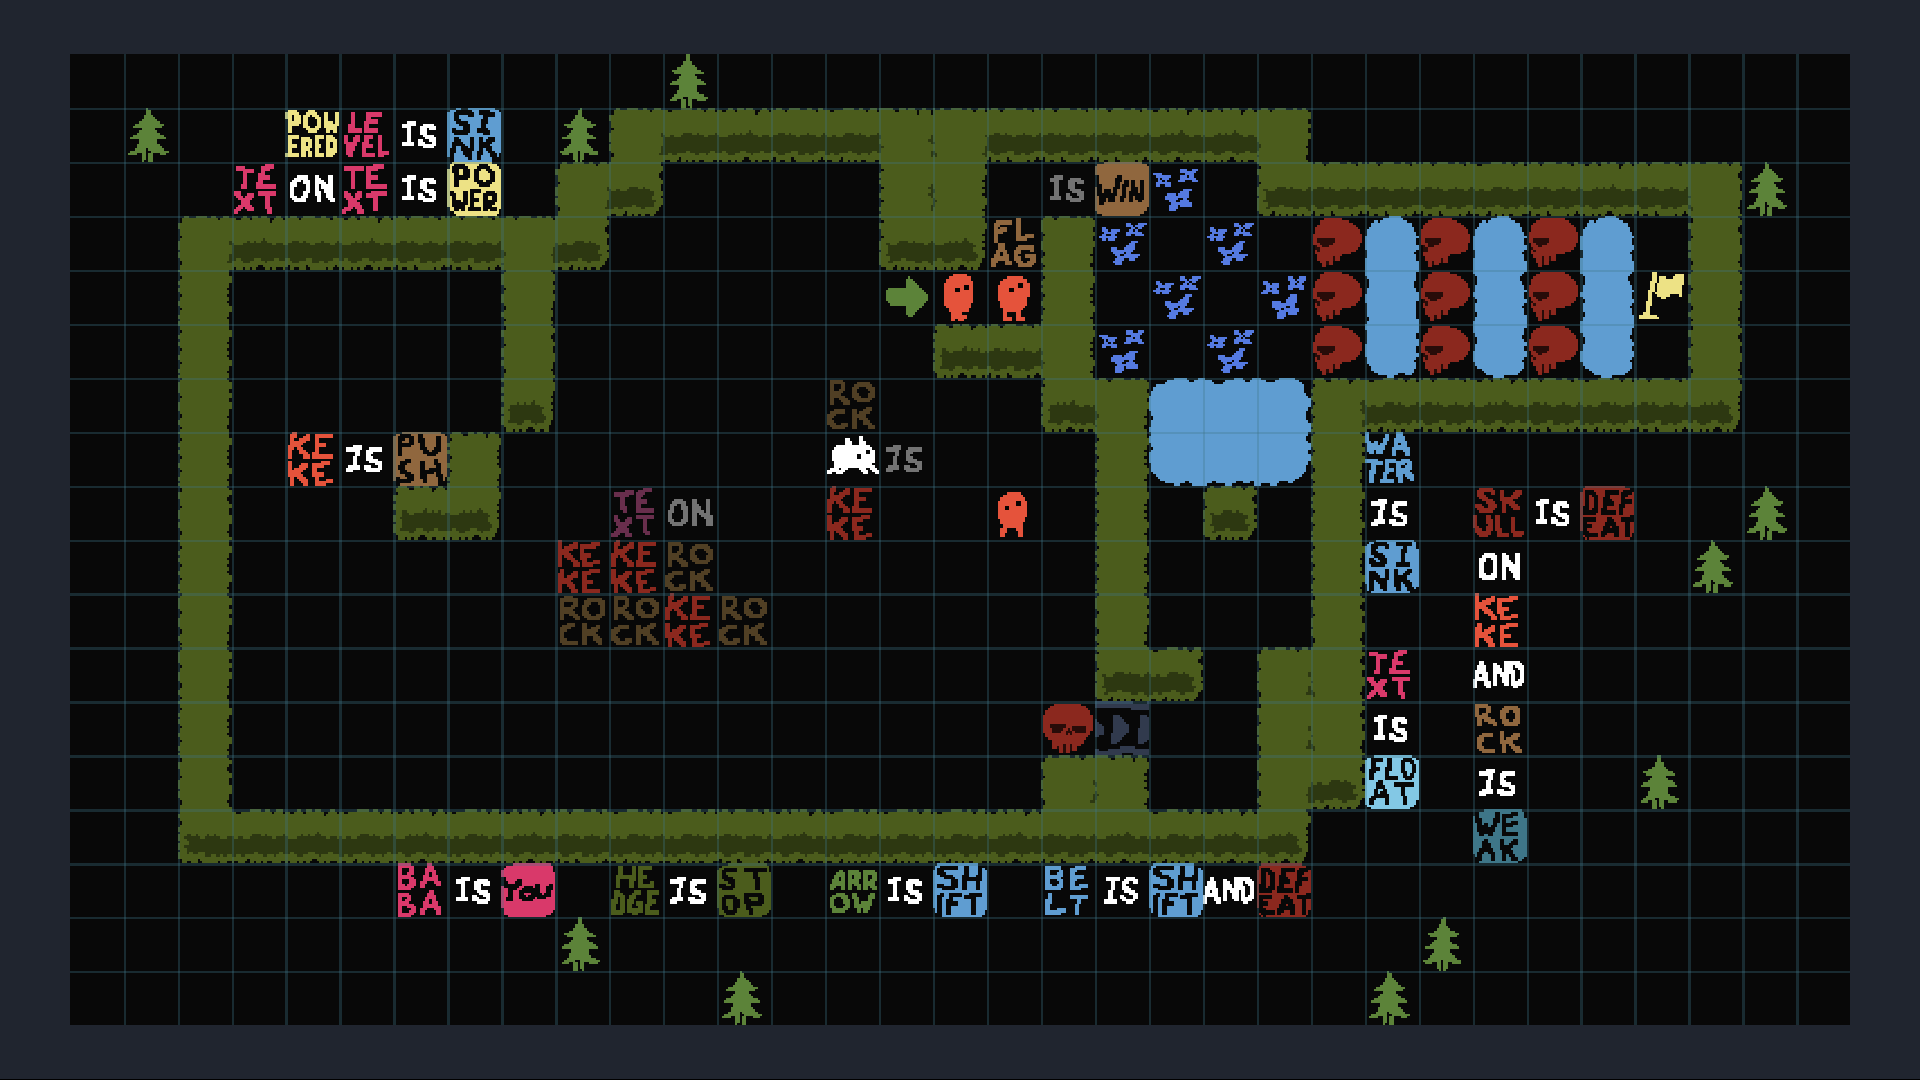 POWERED LEVEL IS SINK
TEXT ON TEXT IS POWER
IS WIN
FLAG
ROCK
KEKE IS PUSH
IS
WATER
TEXT ON
KEKE
IS
SKULL IS DEFEAT
KEKE KEKE ROCK
SINK
ON
ROCK ROCK KEKE ROCK
KEKE
TEXT
AND
IS
ROCK
FLOAT
IS
WEAK
BABA IS YOU
HEDGE IS STOP
ARROW IS SHIFT
BELT IS SHIFT AND DEFEAT